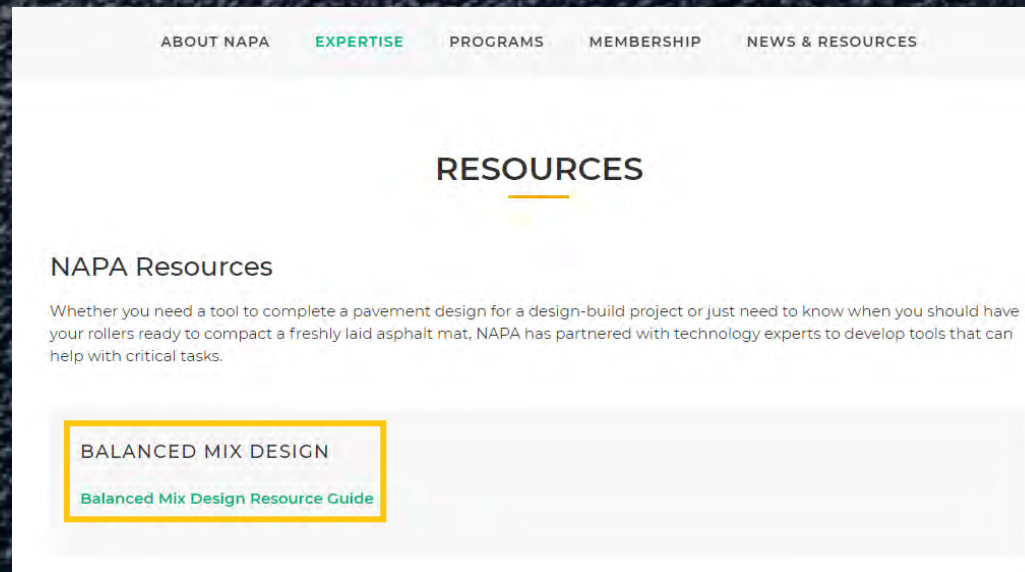 ABOUT NAPA EXPERTISE PROGRAMS MEMBERSHIP NEWS & RESOURCES
RESOURCES
NAPA Resources
Whether you need a tool to complete a pavement design for a design-build project or just need to know when you should have
your rollers ready to compact a freshly laid asphalt mat, NAPA has partnered with technology experts to develop tools that can
help with critical tasks.
BALANCED MIX DESIGN
Balanced Mix Design Resource Guide